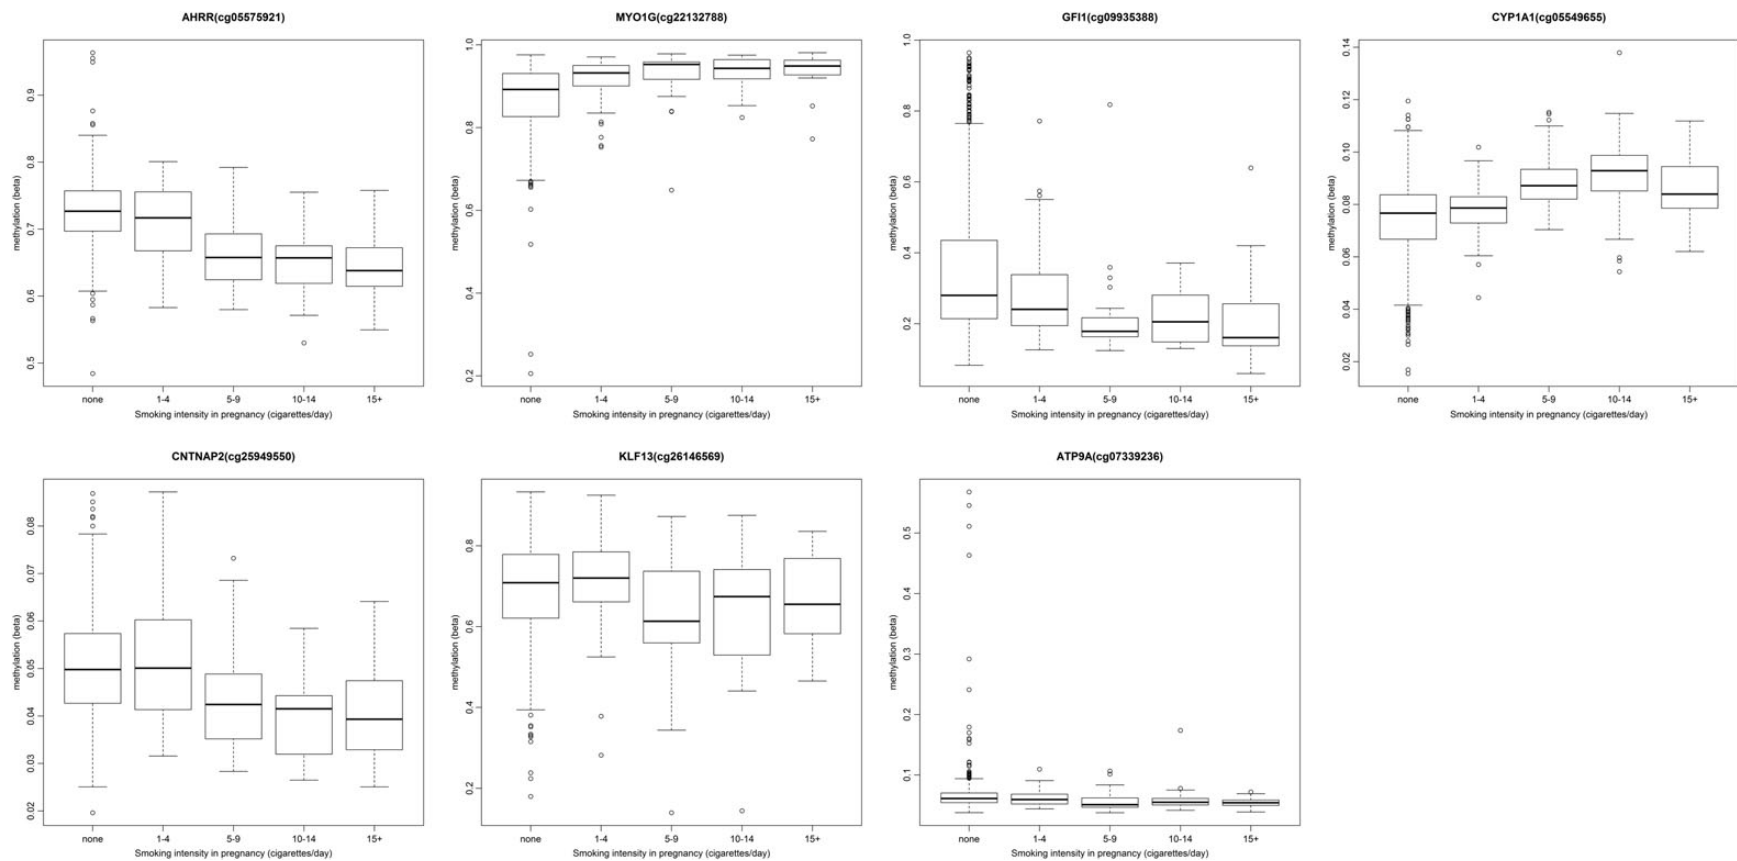 AHRR(cg05575921)
methylation (beta)
0.9
0.8
0.7
0.6
0.5
none 1-4 5-9 10-14 15+
Smoking intensity in pregnancy (cigarettes/day)
MYO1G(cg22132788)
methylation (beta)
1.0
0.8
0.6
0.4
0.2
none 1-4 5-9 10-14 15+
Smoking intensity in pregnancy (cigarettes/day)
GFI1(cg09935388)
methylation (beta)
1.0
0.8
0.6
0.4
0.2
none 1-4 5-9 10-14 15+
Smoking intensity in pregnancy (cigarettes/day)
CYP1A1(cg05549655)
methylation (beta)
0.14
0.12
0.10
0.08
0.06
0.04
0.02
none 1-4 5-9 10-14 15+
Smoking intensity in pregnancy (cigarettes/day)
CNTNAP2(cg25949550)
methylation (beta)
0.08
0.07
0.06
0.05
0.04
0.03
0.02
none 1-4 5-9 10-14 15+
Smoking intensity in pregnancy (cigarettes/day)
KLF13(cg26146569)
methylation (beta)
0.8
0.6
0.4
0.2
none 1-4 5-9 10-14 15+
Smoking intensity in pregnancy (cigarettes/day)
ATP9A(cg07339236)
methylation (beta)
0.5
0.4
0.3
0.2
0.1
none 1-4 5-9 10-14 15+
Smoking intensity in pregnancy (cigarettes/day)